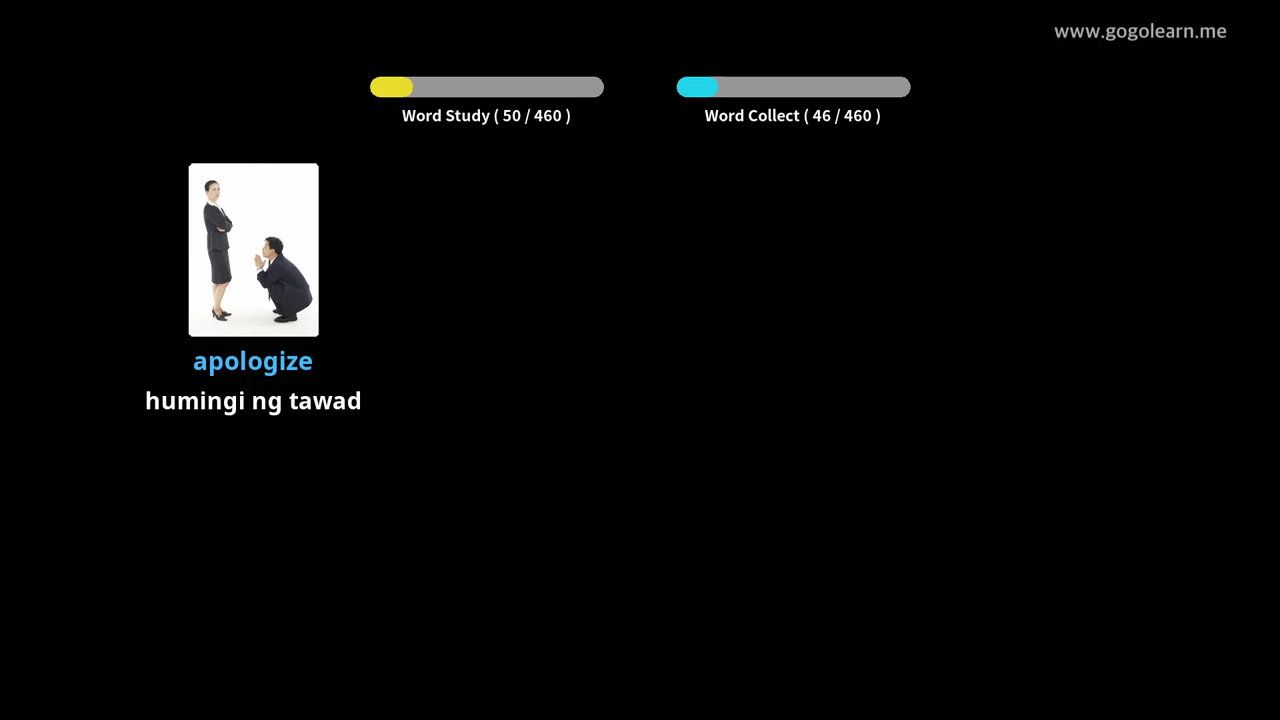 www.gogolearn.me
Word Study ( 50 / 460 )
Word Collect ( 46 / 460 )
apologize
humingi ng tawad